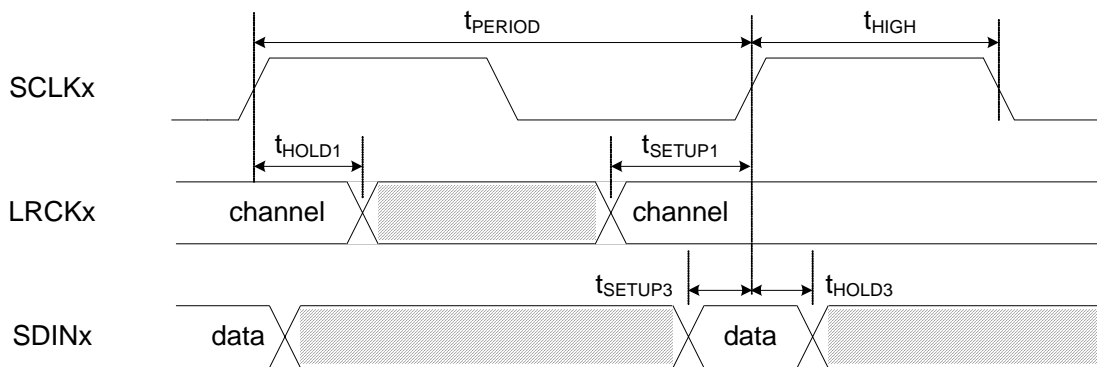 tPERIOD
tHIGH
SCLKx
tHOLD1
tSETUP1
LRCKx
channel
channel
tSETUP3
tHOLD3
SDINx
data
data